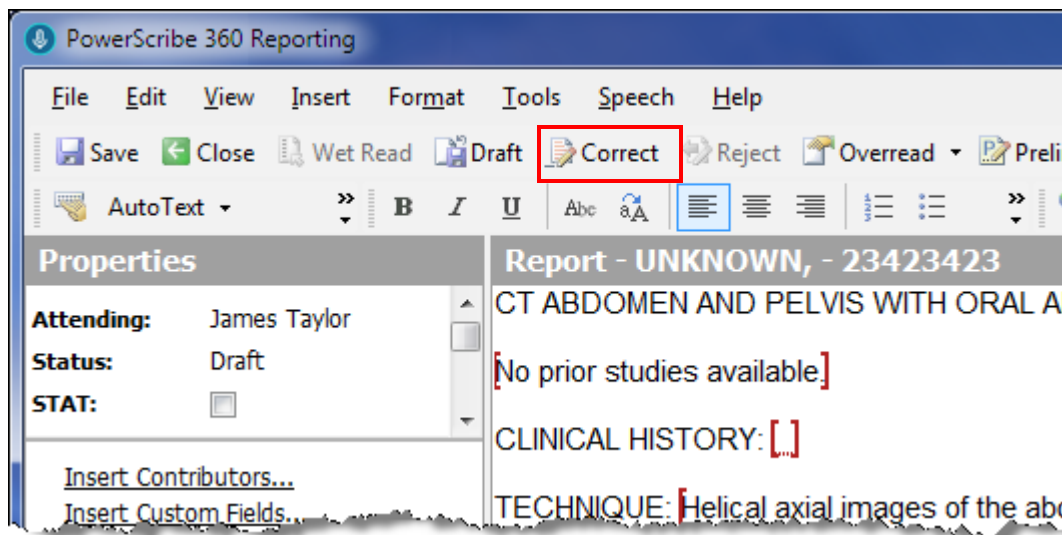 PowerScribe 360 Reporting
File Edit View Insert Format Tools Speech Help
Save Close Wet Read Draft Correct Reject Overread Preli
AutoText B I U Abc
Properties
Attending: James Taylor
Status: Draft
STAT:
Insert Contributors...
Insert Custom Fields...
Report - UNKNOWN, - 23423423
CT ABDOMEN AND PELVIS WITH ORAL A
[No prior studies available.]
CLINICAL HISTORY: [...]
TECHNIQUE: [Helical axial images of the abd